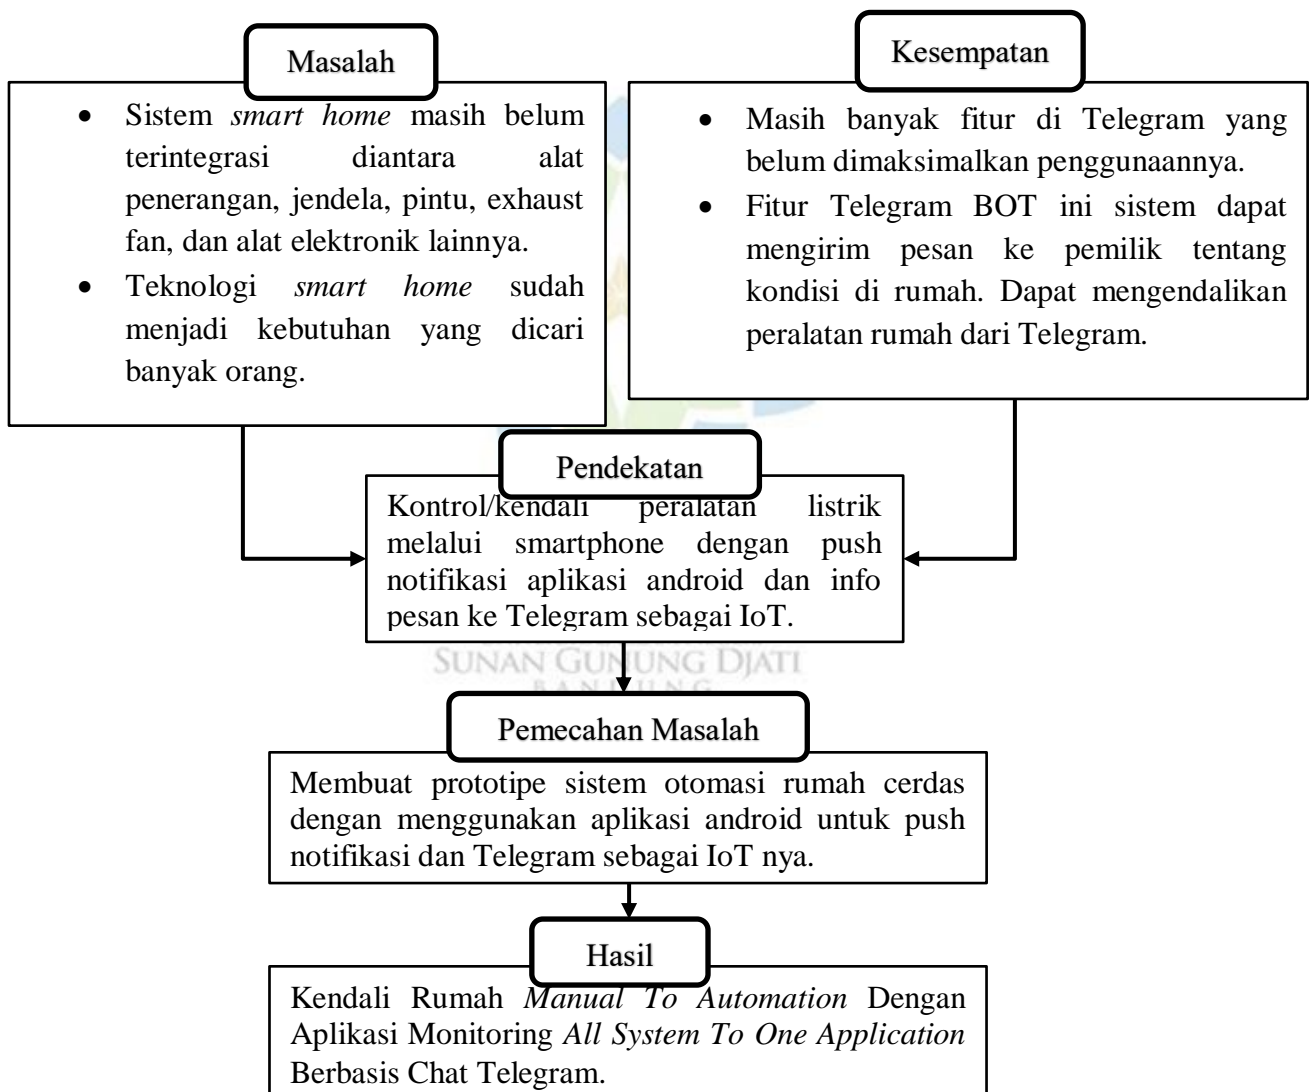 Masalah
Sistem smart home masih belum
terintegrasi diantara alat
penerangan, jendela, pintu, exhaust
fan, dan alat elektronik lainnya.
Teknologi smart home sudah
menjadi kebutuhan yang dicari
banyak orang.
Kesempatan
Masih banyak fitur di Telegram yang
belum dimaksimalkan penggunaannya.
Fitur Telegram BOT ini sistem dapat
mengirim pesan ke pemilik tentang
kondisi di rumah. Dapat mengendalikan
peralatan rumah dari Telegram.
Pendekatan
Kontrol/kendali peralatan listrik
melalui smartphone dengan push
notifikasi aplikasi android dan info
pesan ke Telegram sebagai IoT.
SUNAN GUNUNG DJATI
BANDUNG
Pemecahan Masalah
Membuat prototipe sistem otomasi rumah cerdas
dengan menggunakan aplikasi android untuk push
notifikasi dan Telegram sebagai IoT nya.
Hasil
Kendali Rumah Manual To Automation Dengan
Aplikasi Monitoring All System To One Application
Berbasis Chat Telegram.